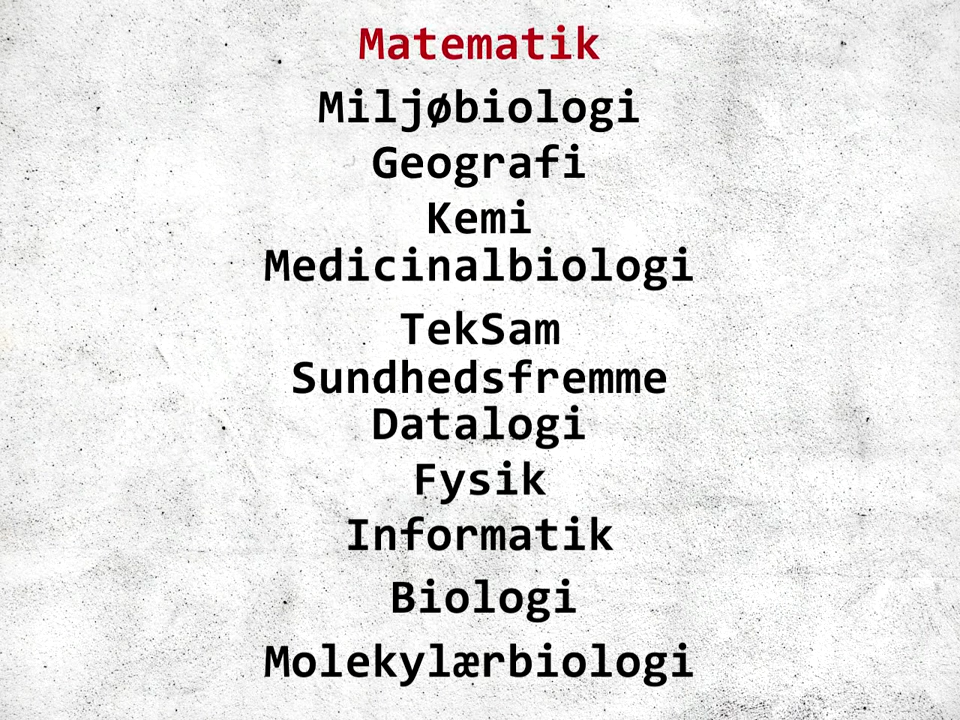 Matematik
Miljøbiologi
Geografi
Kemi
Medicinalbiologi
TekSam
Sundhedsfremme
Datalogi
Fysik
Informatik
Biologi
Molekylærbiologi